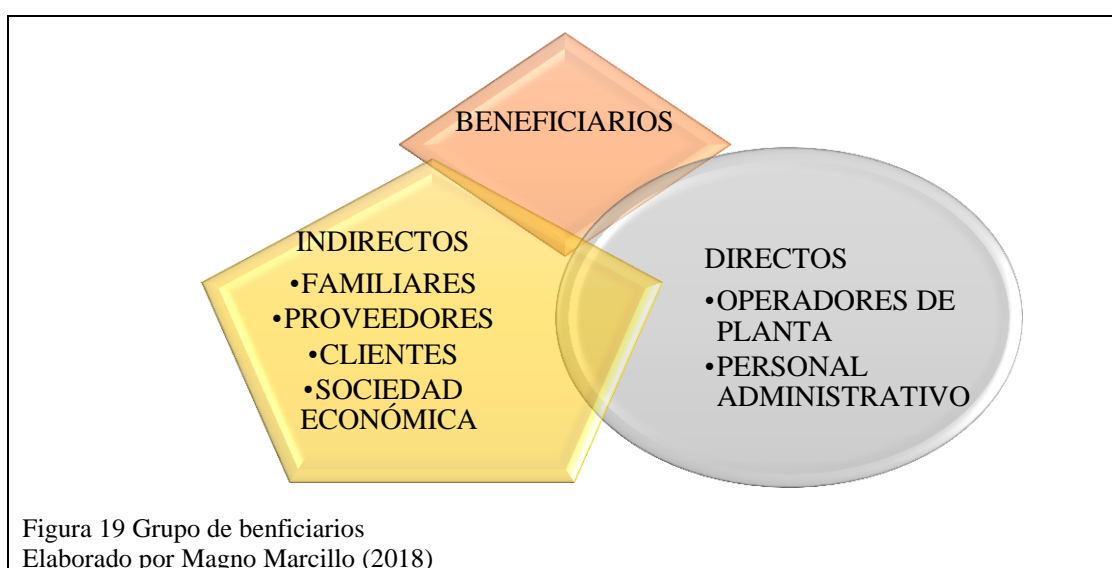 BENEFICIARIOS
INDIRECTOS
•FAMILIARES
•PROVEEDORES
•CLIENTES
•SOCIEDAD
ECONÓMICA
DIRECTOS
•OPERADORES DE
PLANTA
•PERSONAL
ADMINISTRATIVO
Figura 19 Grupo de benficiarios
Elaborado por Magno Marcillo (2018)